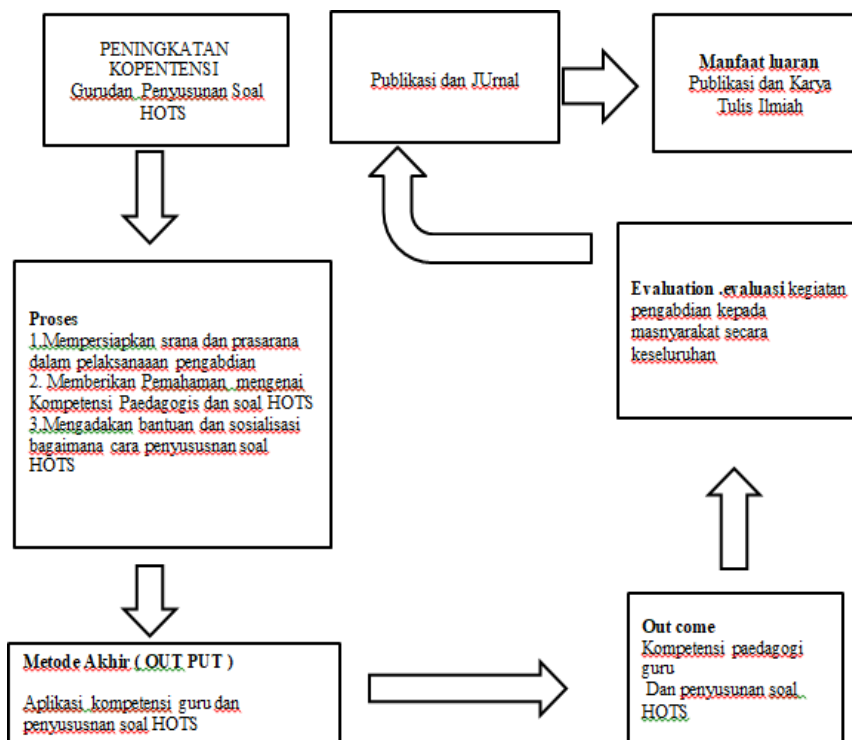 PENINGKATAN
KOPENTENSI
Gurudan Penyusunan Soal
HOTS
Proses
1.Mempersiapkan srana dan prasarana
dalam pelaksanaaan pengabdian
2. Memberikan Pemahaman mengenai
Kompetensi Paedagogis dan soal HOTS
3.Mengadakan bantuan dan sosialisasi
bagaimana cara penyususnan soal
HOTS
Metode Akhir ( OUT PUT )
Aplikasi kompetensi guru dan
penyususnan soal HOTS
Out come
Kompetensi paedagogi
guru
Dan penyusunan soal
HOTS
Evaluation .evaluasi kegiatan
pengabdian kepada
masnyarakat secara
keseluruhan
Publikasi dan JUrnal
Manfaat luaran
Publikasi dan Karya
Tulis Ilmiah